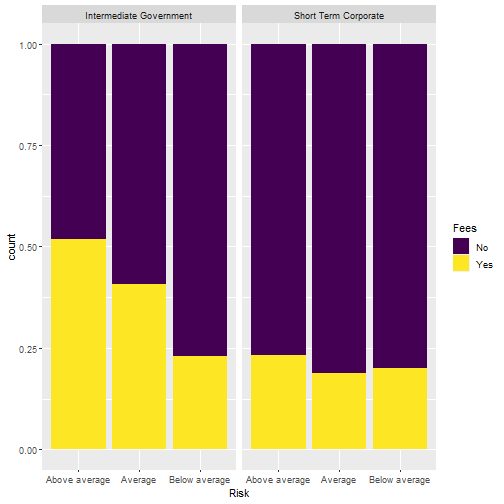 Intermediate Government
Short Term Corporate
1.00
0.75
0.50
0.25
0.00
count
Above average
Average
Below average
Above average
Average
Below average
Risk
Fees
No
Yes